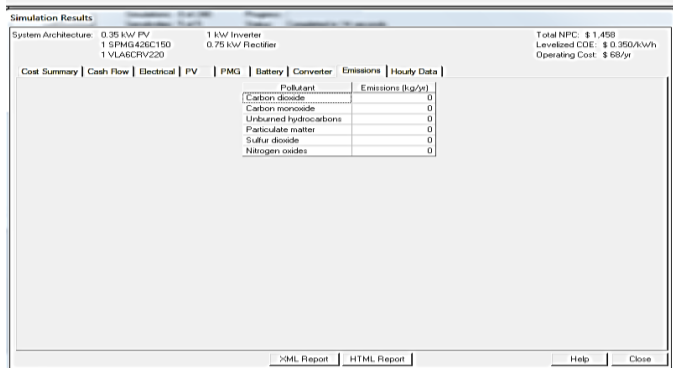 Simulation Results
System Architecture: 0.35 kW PV 1 kW Inverter Total NPC: $ 1,458
1 SPMG426C150 0.75 kW Rectifier Levelized COE: $ 0.350/kWh
1 VLA6CRV220 Operating Cost: $ 68/yr
Cost Summary Cash Flow Electrical PV PMG Battery Converter Emissions Hourly Data
Pollutant Emissions (kg/yr)
Carbon dioxide 0
Carbon monoxide 0
Unburned hydrocarbons 0
Particulate matter 0
Sulfur dioxide 0
Nitrogen oxides 0
XML Report HTML Report Help Close